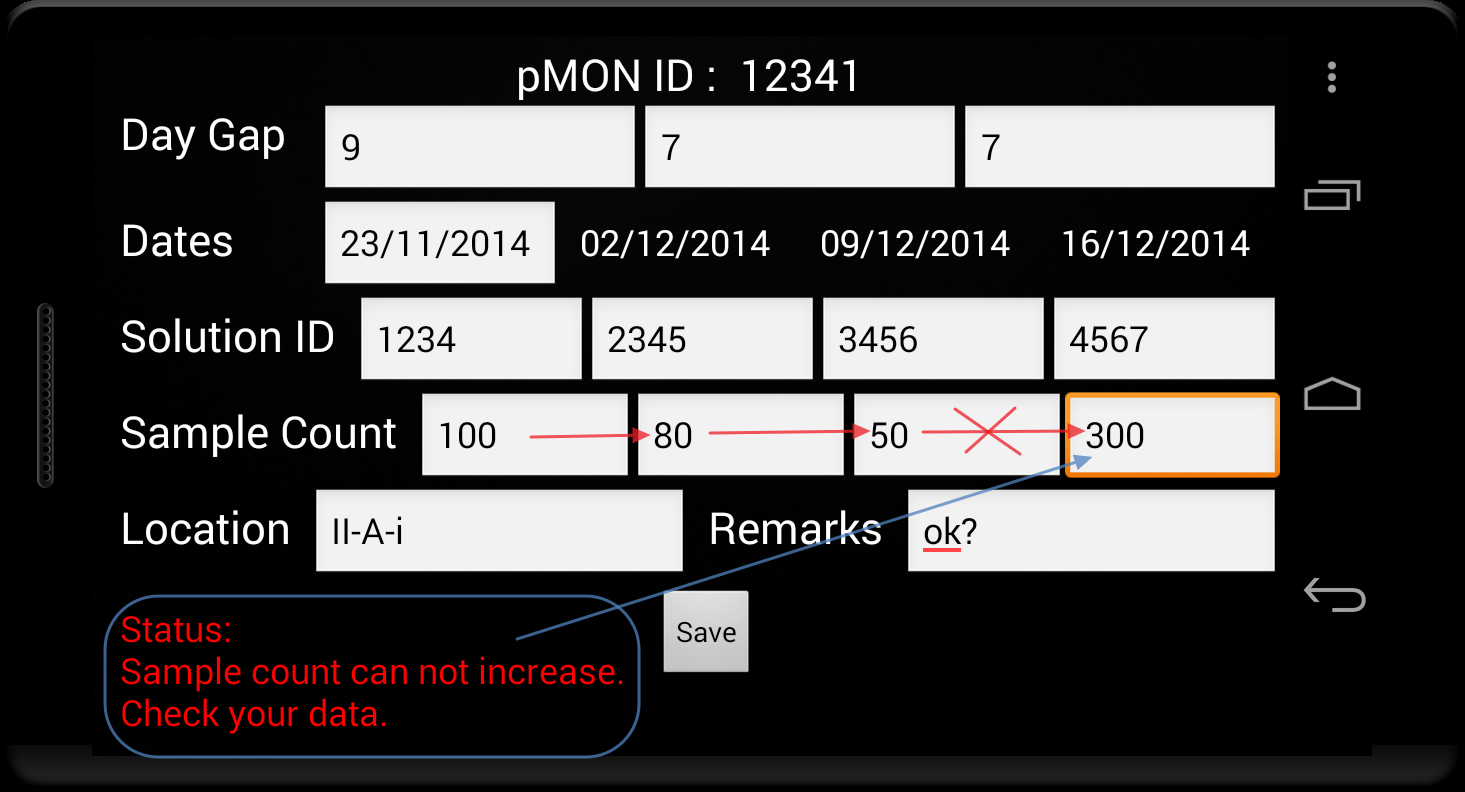 pMON ID : 12341
Day Gap 9 7 7
Dates 23/11/2014 02/12/2014 09/12/2014 16/12/2014
Solution ID 1234 2345 3456 4567
Sample Count 100 80 50 300
Location II-A-i Remarks ok?
Status:
Save
Sample count can not increase.
Check your data.